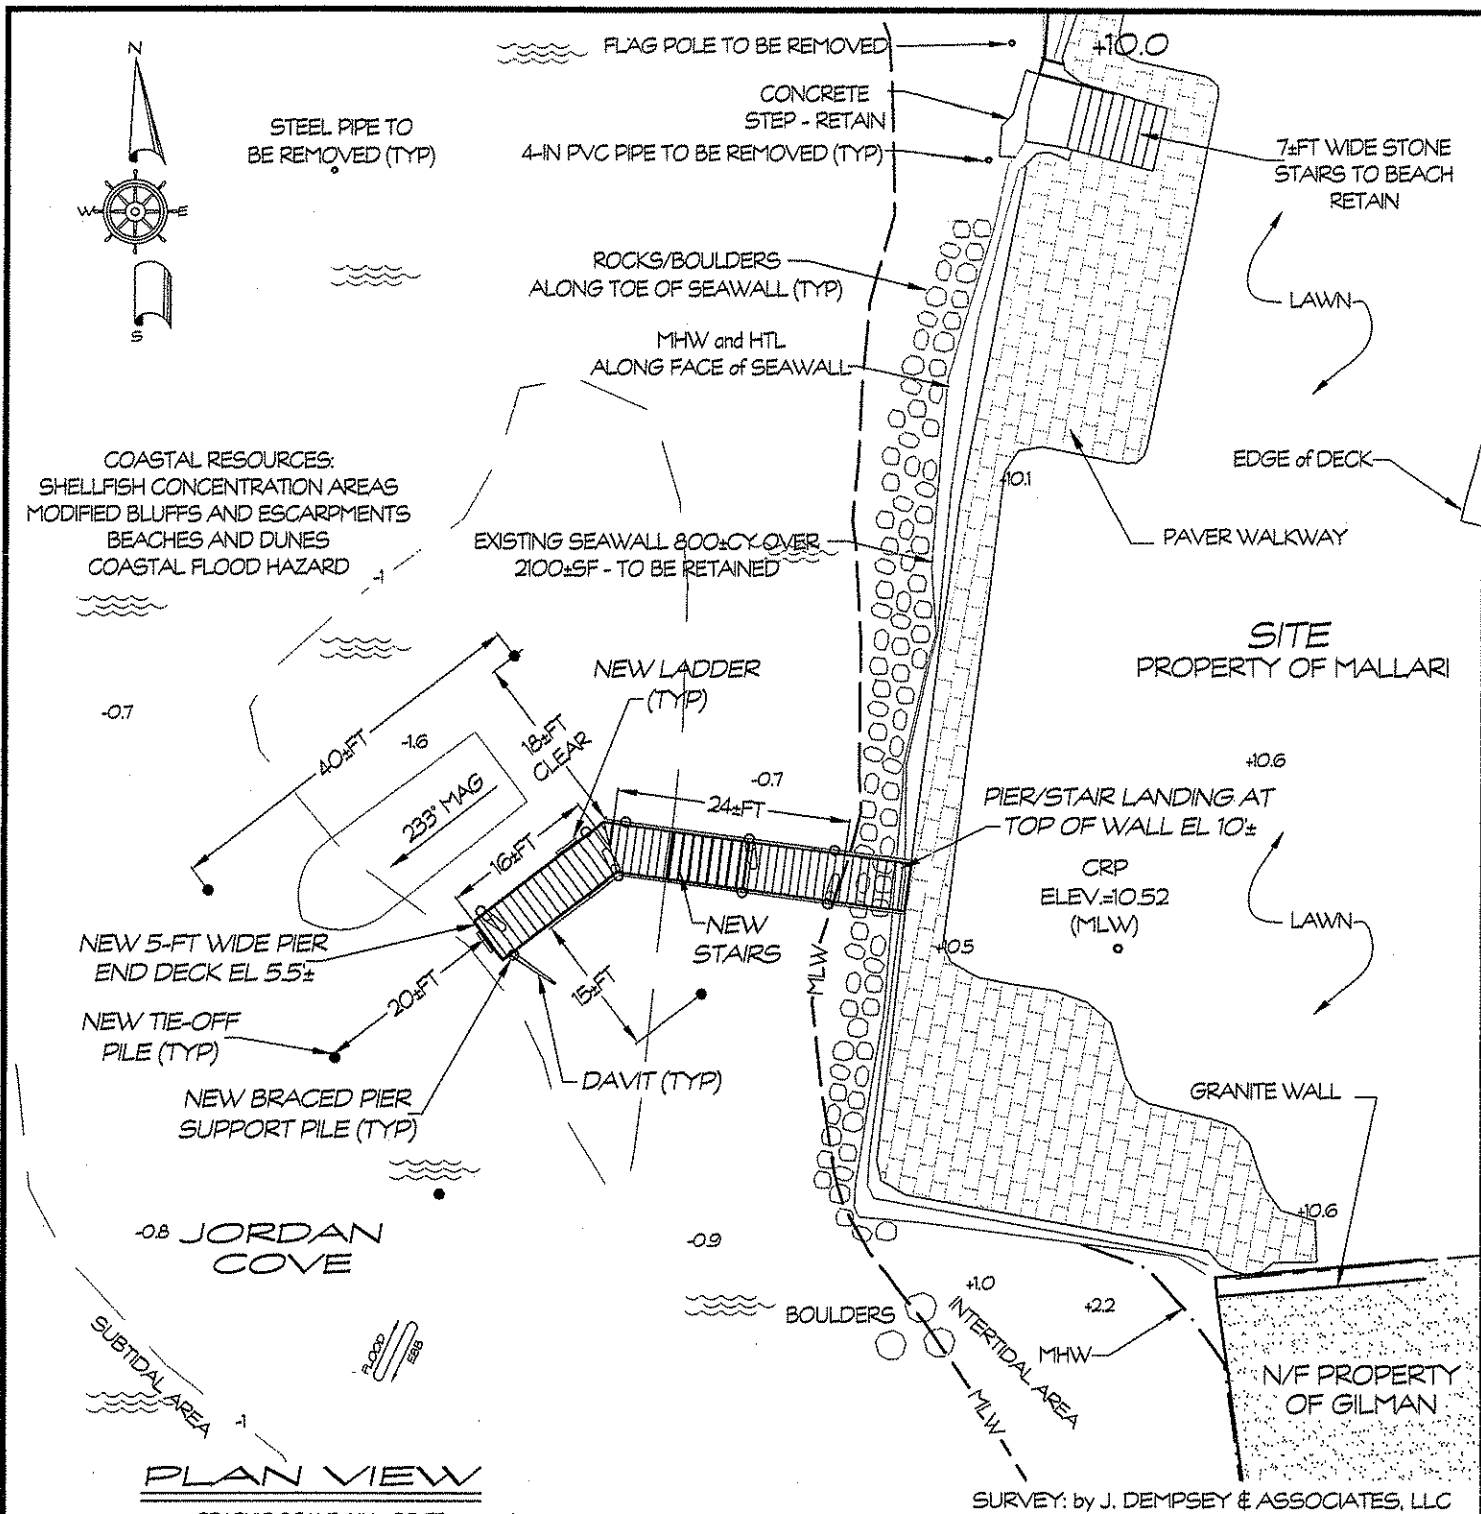 N
W
E
S
FLAG POLE TO BE REMOVED
+10.0
CONCRETE
STEP - RETAIN
STEEL PIPE TO
BE REMOVED (TYP)
4-IN PVC PIPE TO BE REMOVED (TYP)
7±FT WIDE STONE
STAIRS TO BEACH
RETAIN
ROCKS/BOULDERS
ALONG TOE OF SEAWALL (TYP)
LAWN
MHW and HTL
ALONG FACE of SEAWALL
COASTAL RESOURCES:
SHELLFISH CONCENTRATION AREAS
MODIFIED BLUFFS AND ESCARPMENTS
BEACHES AND DUNES
COASTAL FLOOD HAZARD
-1
EDGE of DECK
+10.1
PAVER WALKWAY
EXISTING SEAWALL 800±CY OVER
2100±SF - TO BE RETAINED
SITE
PROPERTY OF MALLARI
NEW LADDER
(TYP)
-0.7
40±FT
-1.6
18±FT
CLEAR
-0.7
24±FT
+10.6
233° MAG
16±FT
PIER/STAIR LANDING AT
TOP OF WALL EL 10'±
CRP
ELEV.=10.52
(MLW)
LAWN
NEW
STAIRS
NEW 5-FT WIDE PIER
END DECK EL 5.5'±
+10.5
MLW
20±FT
15±FT
NEW TIE-OFF
PILE (TYP)
DAVIT (TYP)
NEW BRACED PIER
SUPPORT PILE (TYP)
GRANITE WALL
-0.8
JORDAN
COVE
-0.9
+10.6
+1.0
+2.2
BOULDERS
INTERTIDAL AREA
MHW
MLW
SUBTIDAL AREA
FLOOD
EBB
-1
N/F PROPERTY
OF GILMAN
PLAN VIEW
SURVEY: by J. DEMPSEY & ASSOCIATES, LLC